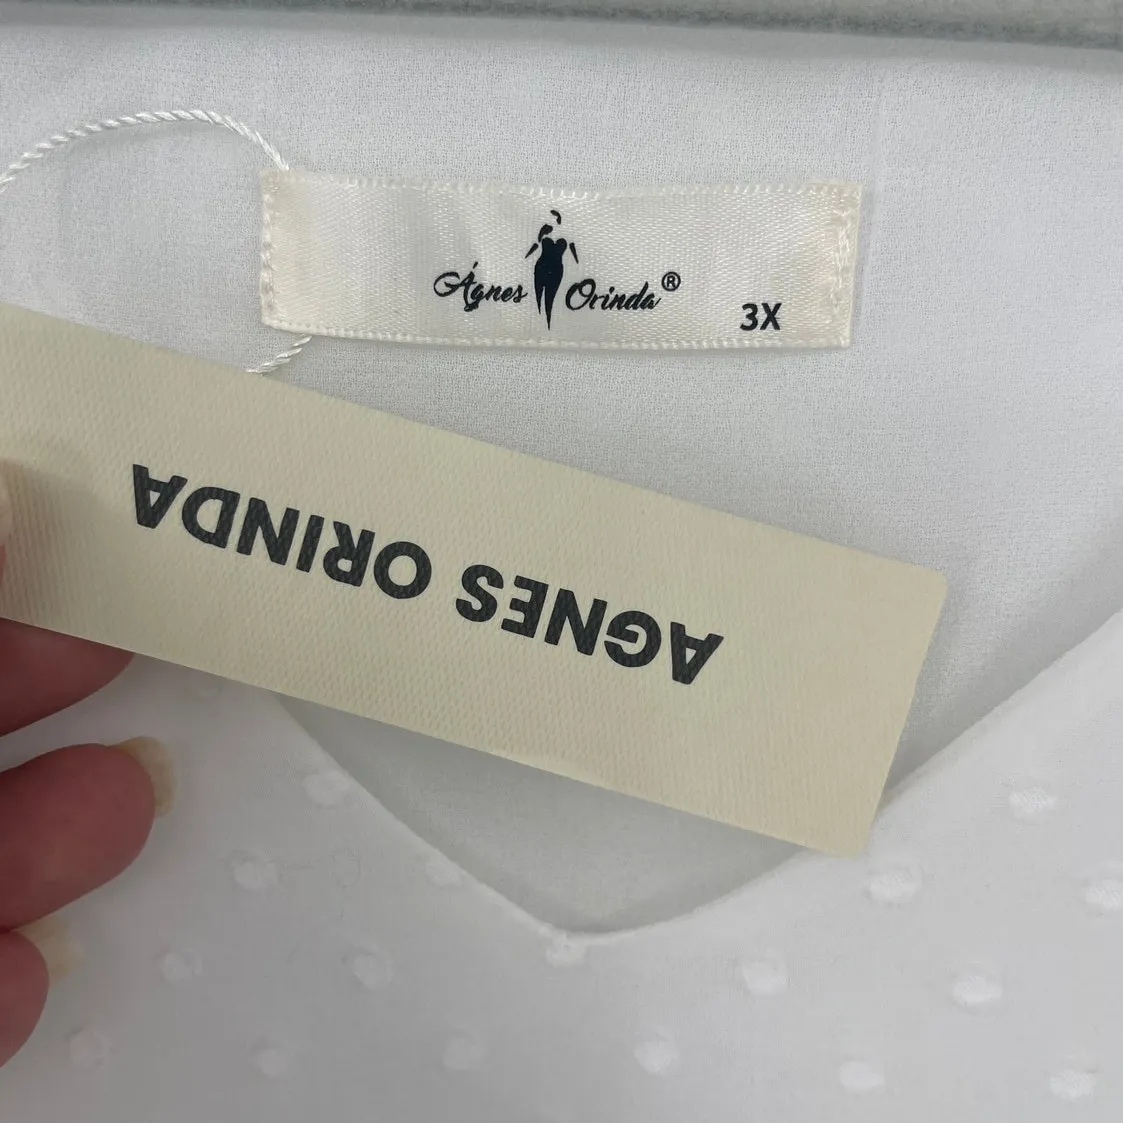 Ágnes Orinda®
3X
AGNES ORINDA